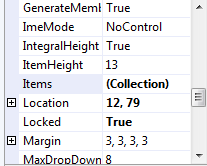 GenerateMemb True
ImeMode NoControl
IntegralHeight True
ItemHeight 13
Items (Collection)
Location 12, 79
Locked True
Margin 3, 3, 3, 3
MaxDropDown 8